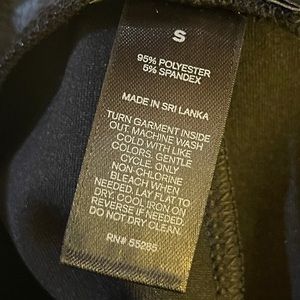 S
95% POLYESTER
5% SPANDEX
MADE IN SRI LANKA
TURN GARMENT INSIDE
OUT. MACHINE WASH
COLD WITH LIKE
COLORS. GENTLE
CYCLE. ONLY
NON-CHLORINE
BLEACH WHEN
NEEDED. LAY FLAT TO
DRY. COOL IRON ON
REVERSE IF NEEDED.
DO NOT DRY CLEAN.
RN# 55285